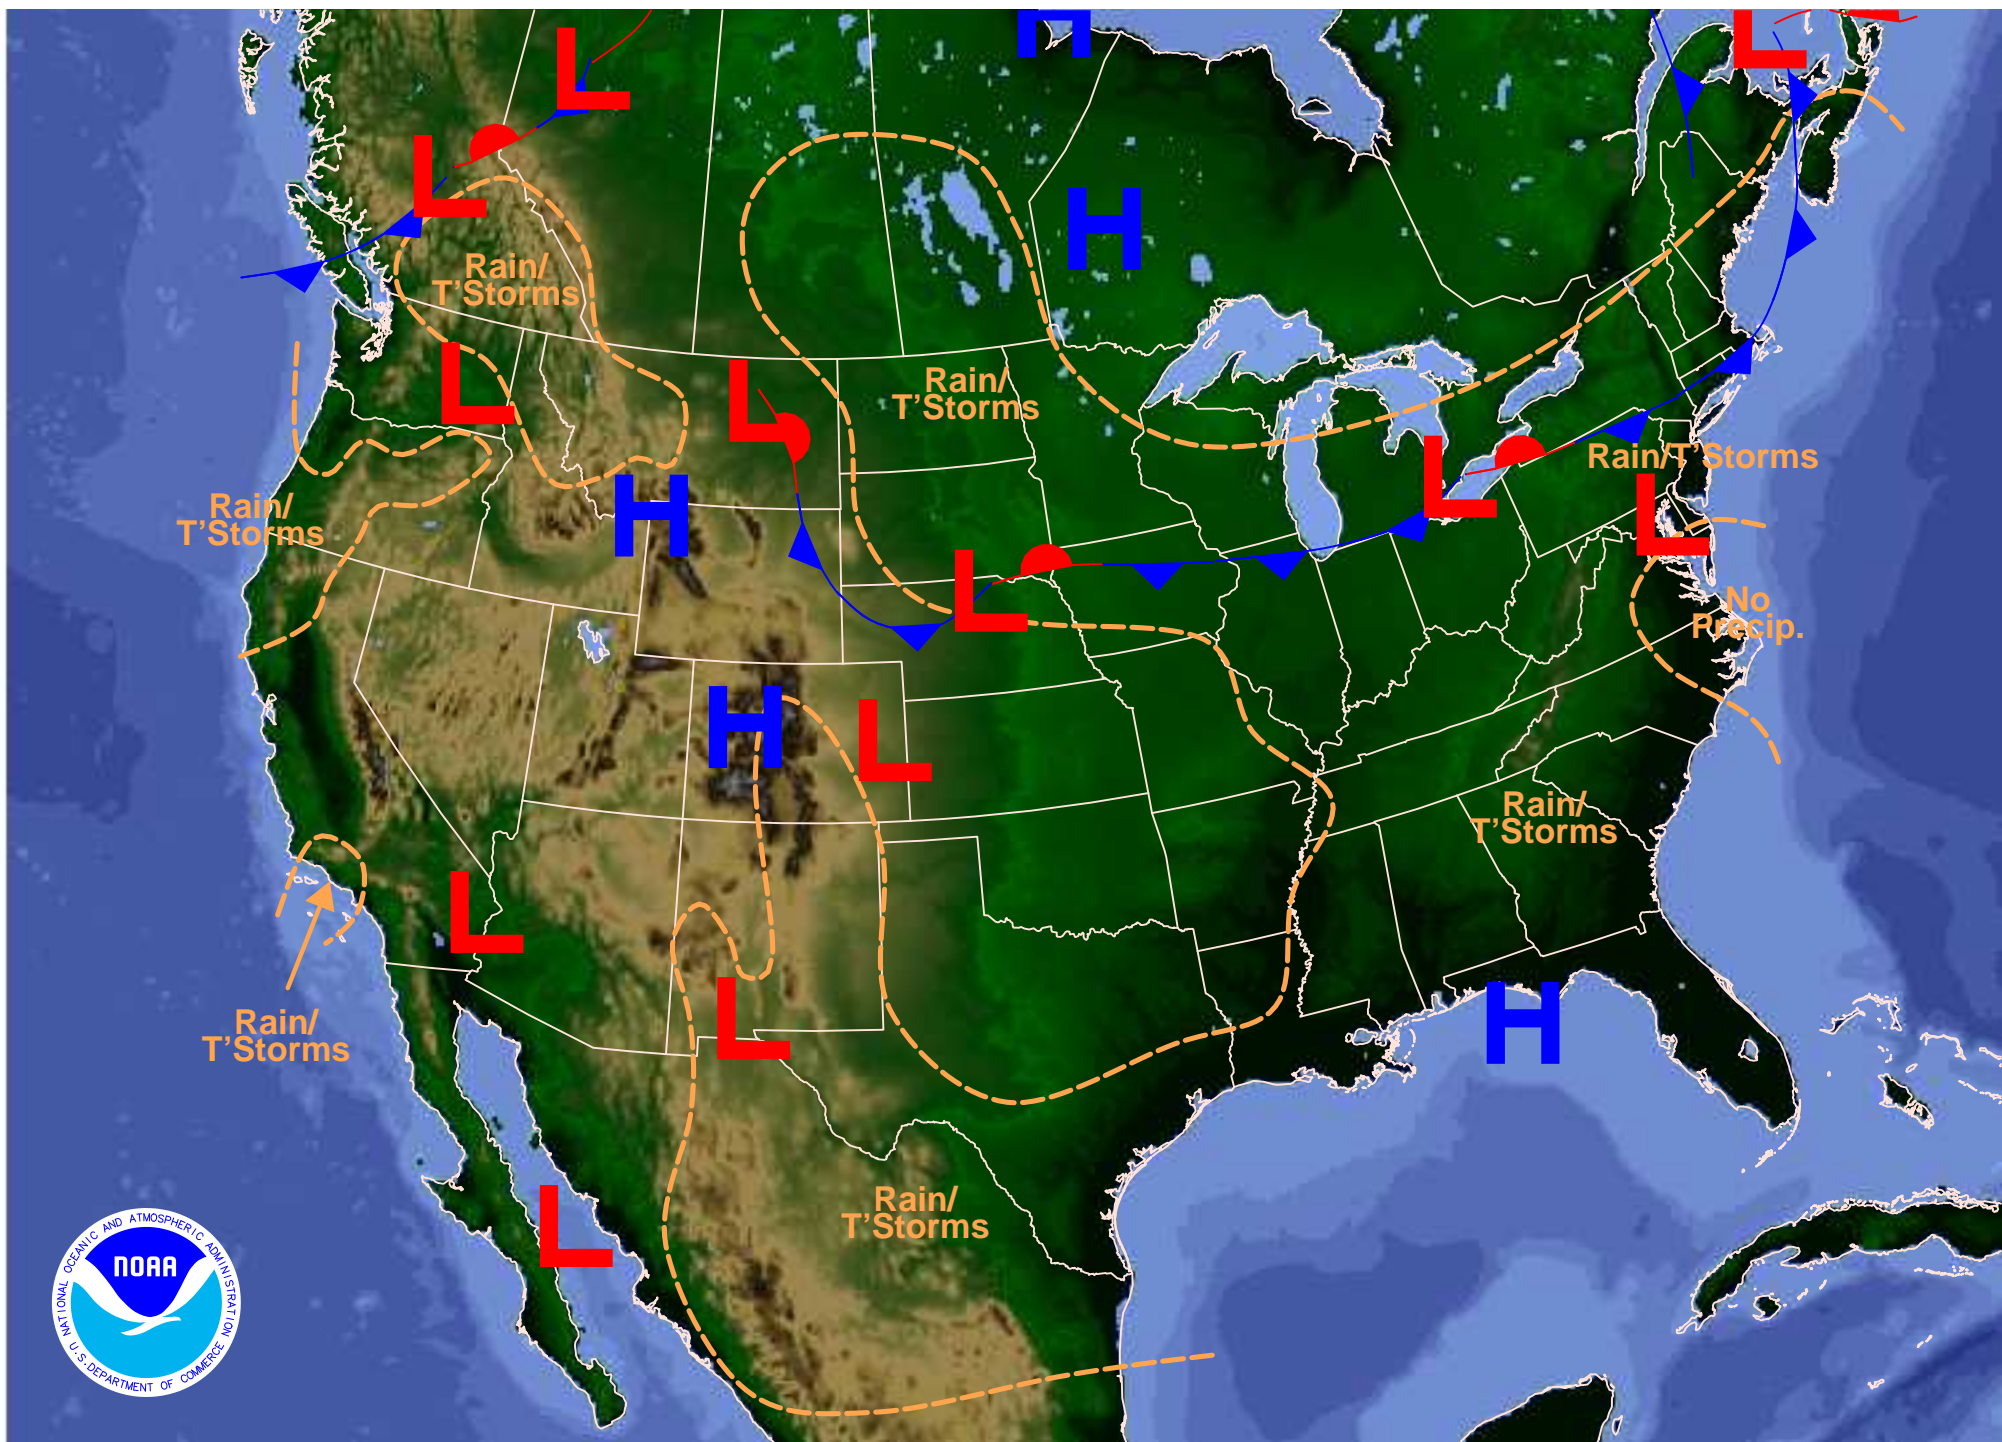 H
L
L
L
Rain/
T'Storms
H
L
L
Rain/
T'Storms
L
Rain/T'Storms
L
L
Rain/
T'Storms
H
L
No
Precip.
H
L
Rain/
T'Storms
L
Rain/
T'Storms
L
H
Rain/
T'Storms
L
NATIONAL OCEANIC AND ATMOSPHERIC ADMINISTRATION
NOAA
U.S. DEPARTMENT OF COMMERCE